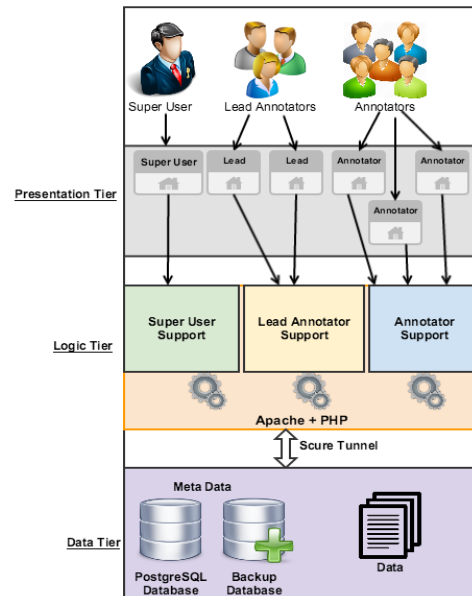 Super User
Lead Annotators
Annotators
Presentation Tier
Super User
Lead
Lead
Annotator
Annotator
Annotator
Logic Tier
Super User
Support
Lead Annotator
Support
Annotator
Support
Apache + PHP
Scure Tunnel
Data Tier
Meta Data
PostgreSQL
Database
Backup
Database
Data